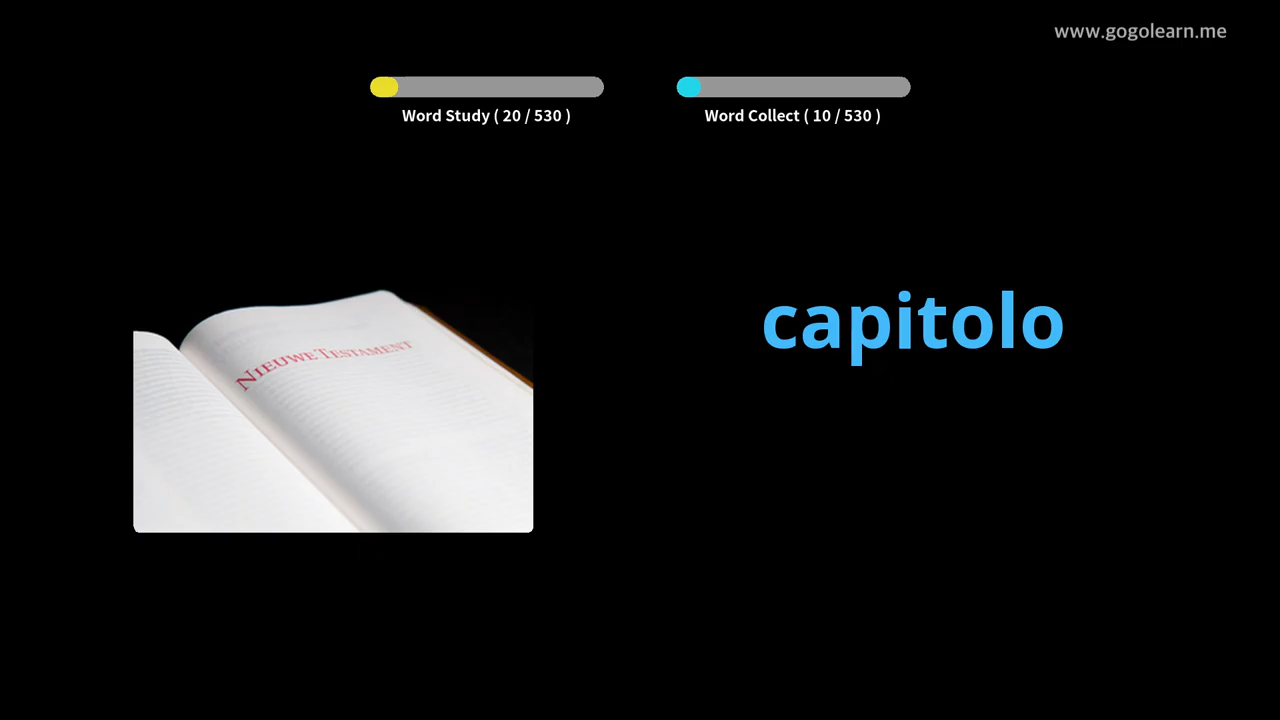 www.gogolearn.me
Word Study ( 20 / 530 )
Word Collect ( 10 / 530 )
capitolo
NIEUWE TESTAMENT